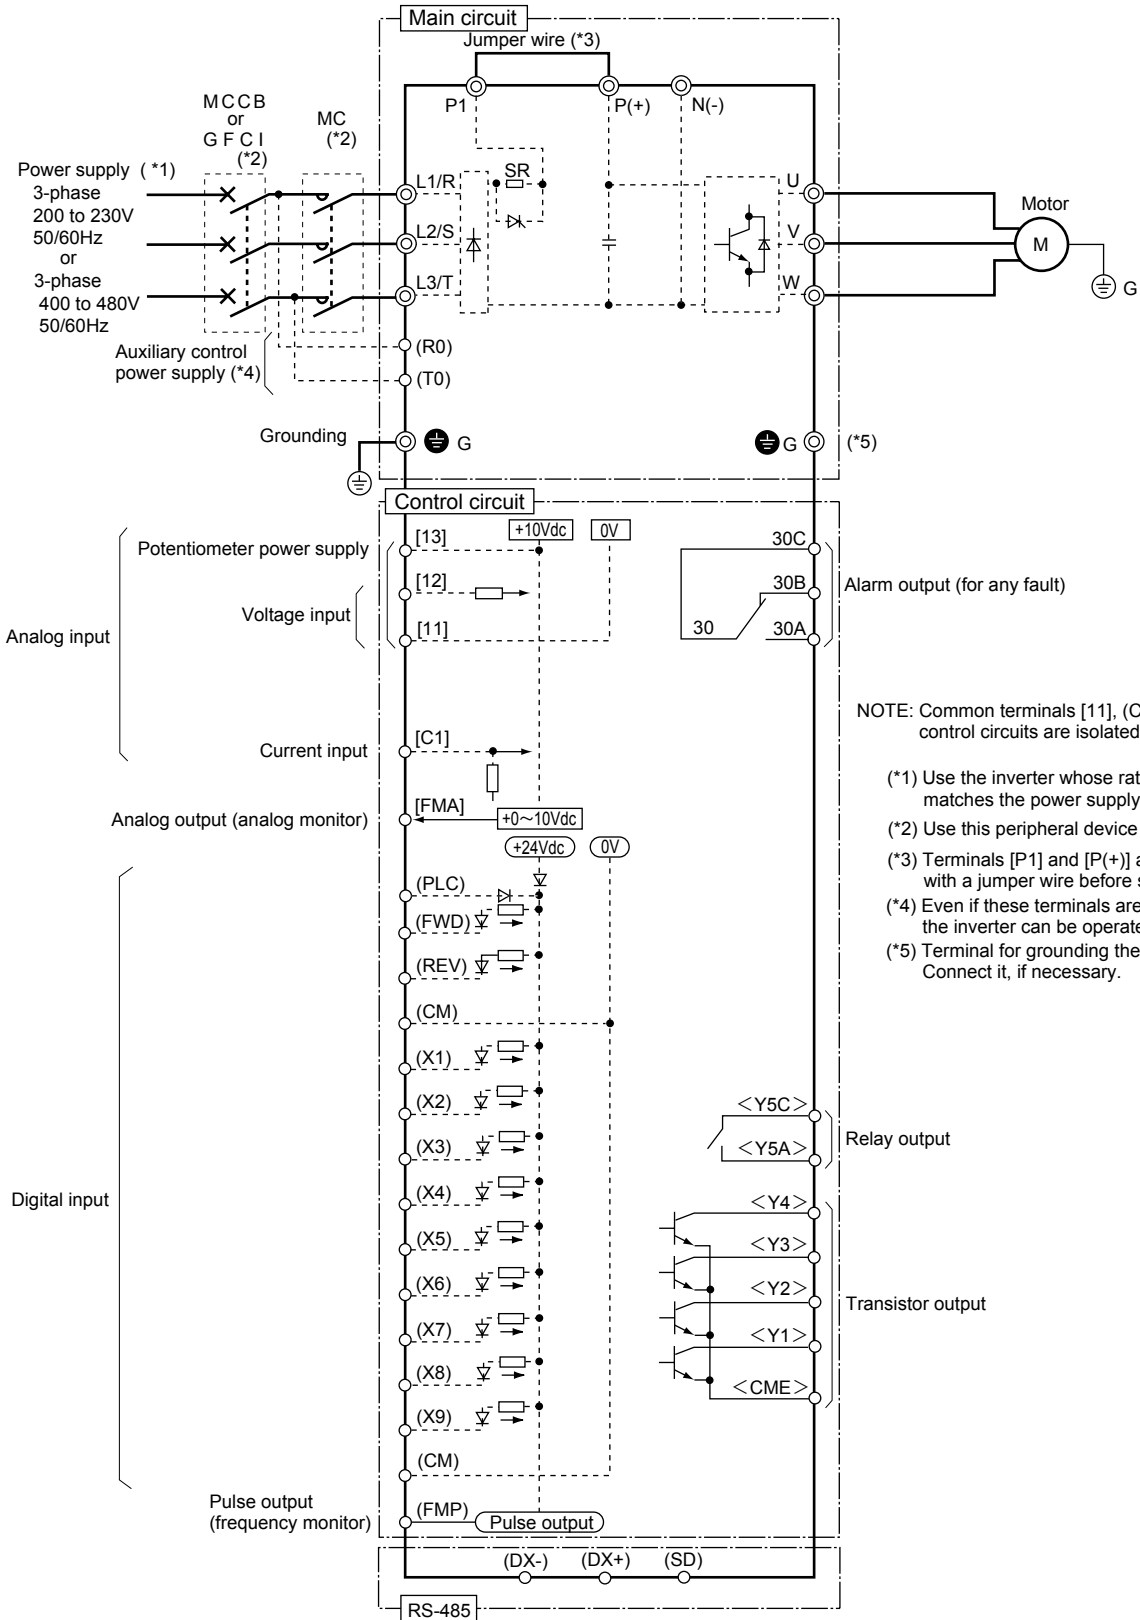 Main circuit
Jumper wire (*3)
P1
P(+)
N(-)
MCCB
or
GFCI
(*2)
MC
(*2)
Power supply (*1)
3-phase
200 to 230V
50/60Hz
or
3-phase
400 to 480V
50/60Hz
L1/R
L2/S
L3/T
SR
U
V
W
Motor
M
G
Auxiliary control
power supply (*4)
(R0)
(T0)
Grounding
G
G
(*5)
Control circuit
Potentiometer power supply
[13]
+10Vdc
0V
[12]
Voltage input
[11]
Analog input
Current input
[C1]
Analog output (analog monitor)
[FMA]
+0～10Vdc
+24Vdc
0V
30C
30B
30
30A
Alarm output (for any fault)
NOTE: Common terminals [11], (C
control circuits are isolated
(*1) Use the inverter whose rat
matches the power supply
(*2) Use this peripheral device
(*3) Terminals [P1] and [P(+)] a
with a jumper wire before s
(*4) Even if these terminals are
the inverter can be operate
(*5) Terminal for grounding the
Connect it, if necessary.
(PLC)
(FWD)
(REV)
(CM)
(X1)
(X2)
(X3)
(X4)
(X5)
(X6)
(X7)
(X8)
(X9)
(CM)
Digital input
<Y5C>
<Y5A>
Relay output
<Y4>
<Y3>
<Y2>
<Y1>
<CME>
Transistor output
Pulse output
(frequency monitor)
(FMP)
Pulse output
(DX-)
(DX+)
(SD)
RS-485